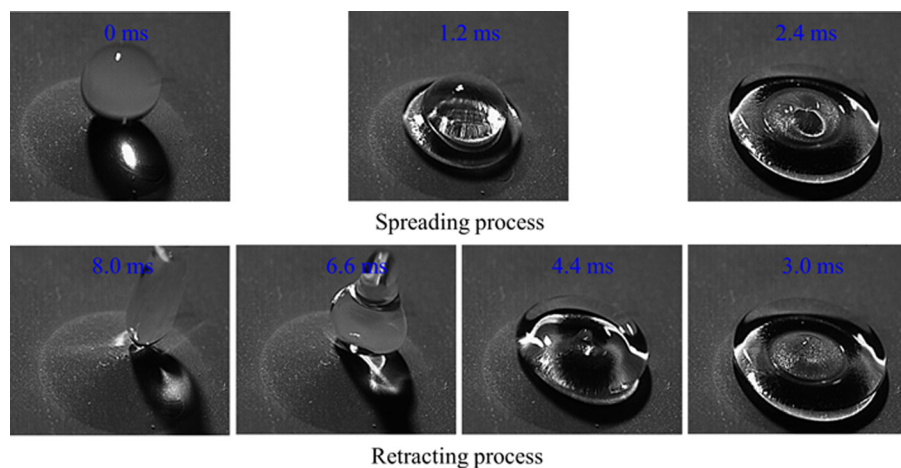 0 ms
1.2 ms
2.4 ms
Spreading process
8.0 ms
6.6 ms
4.4 ms
3.0 ms
Retracting process